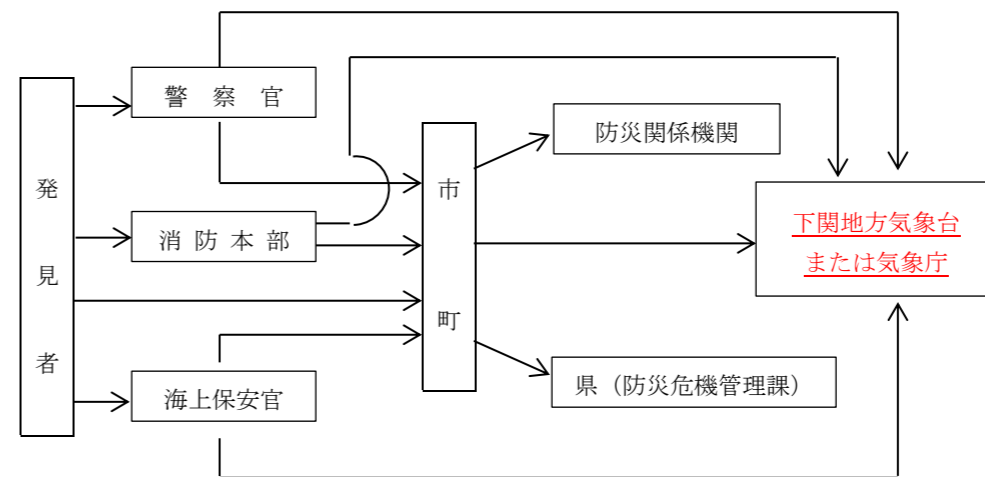 発見者
警察官
消防本部
海上保安官
市町
防災関係機関
下関地方気象台
または気象庁
県（防災危機管理課）